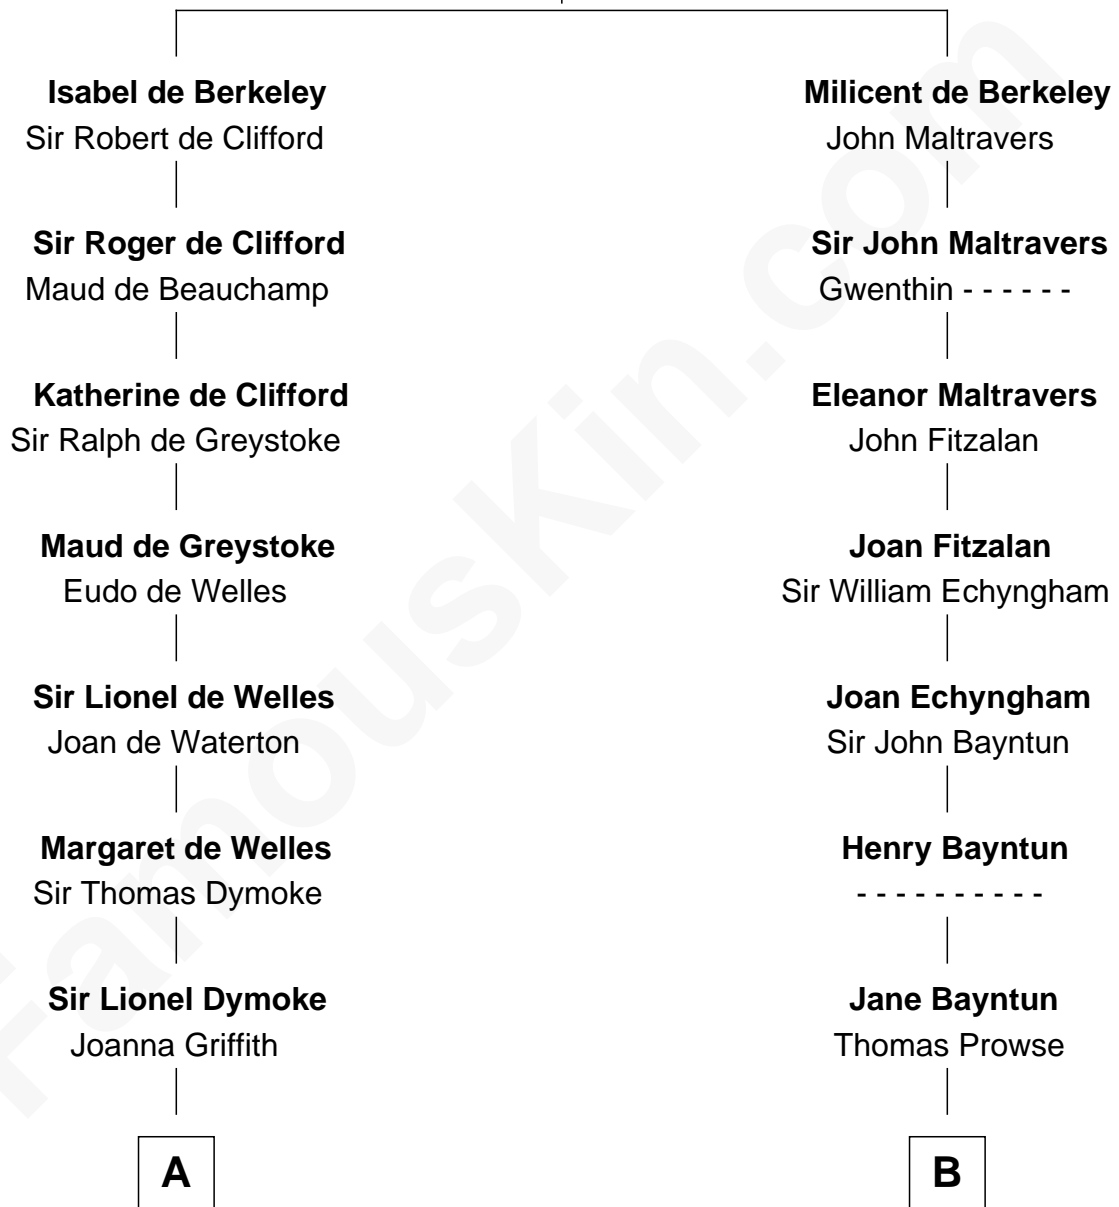 Isabel de Berkeley
Sir Robert de Clifford
Sir Roger de Clifford
Maud de Beauchamp
Katherine de Clifford
Sir Ralph de Greystoke
Maud de Greystoke
Eudo de Welles
Sir Lionel de Welles
Joan de Waterton
Margaret de Welles
Sir Thomas Dymoke
Sir Lionel Dymoke
Joanna Griffith
A
Milicent de Berkeley
John Maltravers
Sir John Maltravers
Gwenthin - - - - - -
Eleanor Maltravers
John Fitzalan
Joan Fitzalan
Sir William Echyngham
Joan Echyngham
Sir John Bayntun
Henry Bayntun
- - - - - - - - - -
Jane Bayntun
Thomas Prowse
B
FamousKin.com